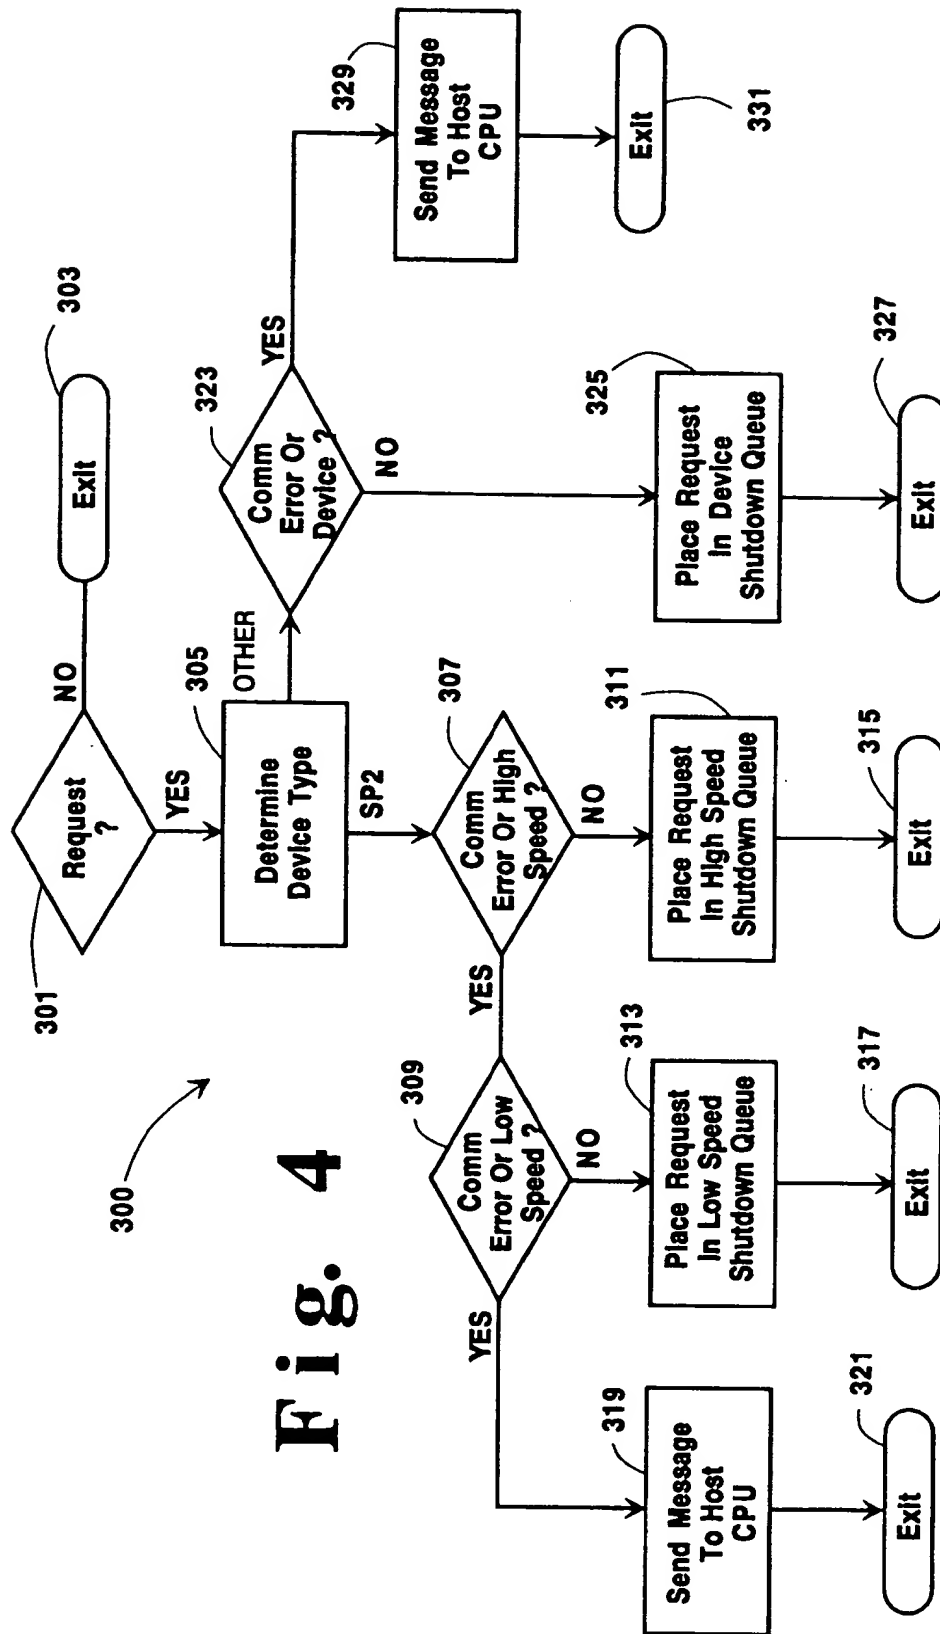 Fig. 4
300
301
Request
?
NO
Exit
303
YES
305
Determine
Device Type
OTHER
SP2
323
Comm
Error Or
Device ?
YES
NO
329
Send Message
To Host
CPU
Exit
331
325
Place Request
In Device
Shutdown Queue
327
Exit
307
Comm
Error Or High
Speed ?
YES
NO
311
Place Request
In High Speed
Shutdown Queue
315
Exit
309
Comm
Error Or Low
Speed ?
YES
NO
313
Place Request
In Low Speed
Shutdown Queue
317
Exit
319
Send Message
To Host
CPU
321
Exit